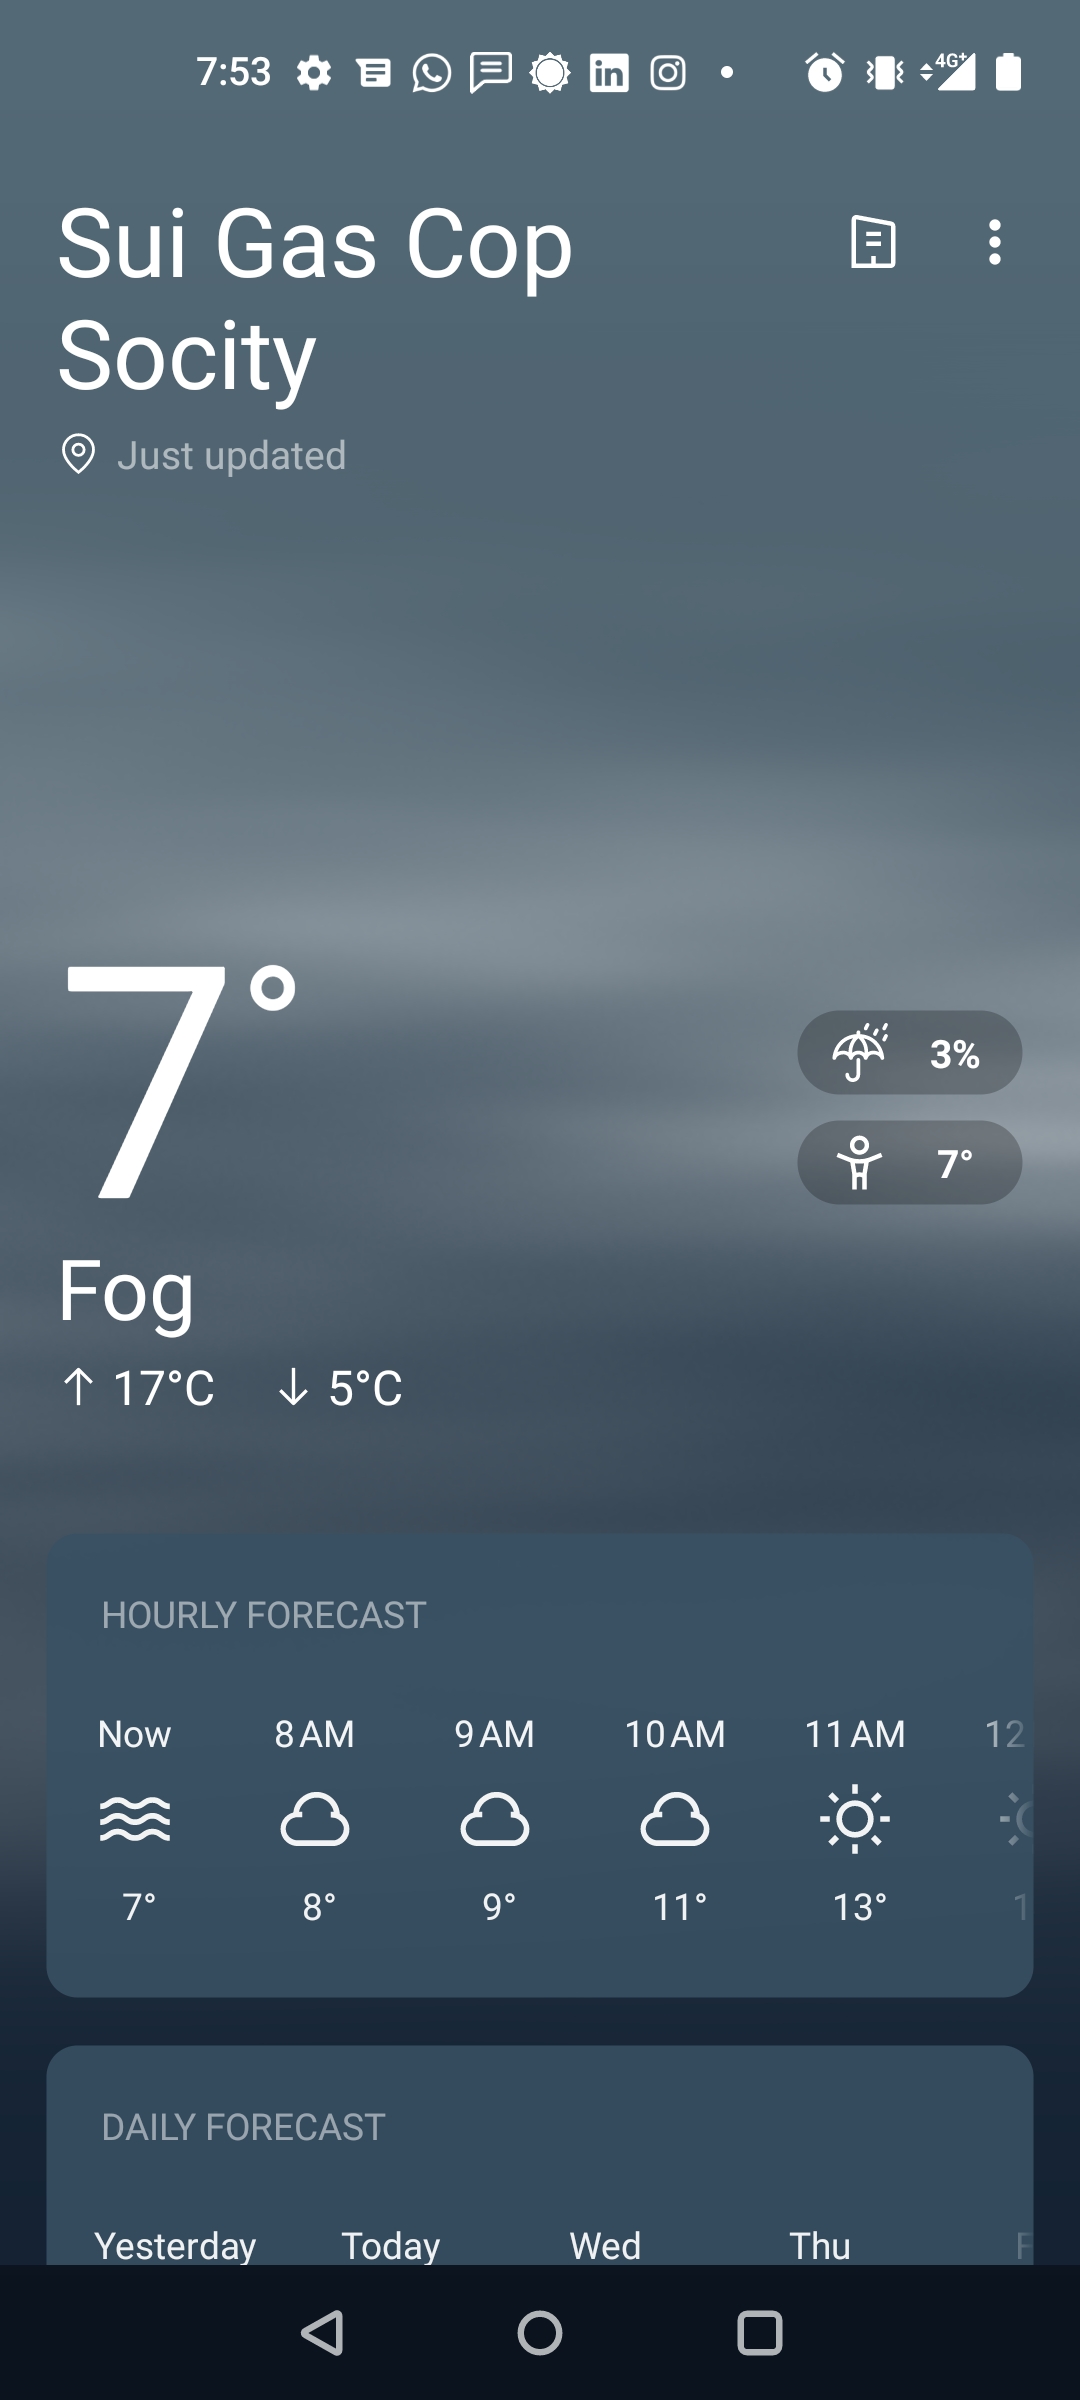 7:53
4G+
Sui Gas Cop
Socity
Just updated
7°
3%
7°
Fog
↑ 17°C ↓ 5°C
HOURLY FORECAST
Now 8 AM 9 AM 10 AM 11 AM 12
7° 8° 9° 11° 13° 1
DAILY FORECAST
Yesterday Today Wed Thu F